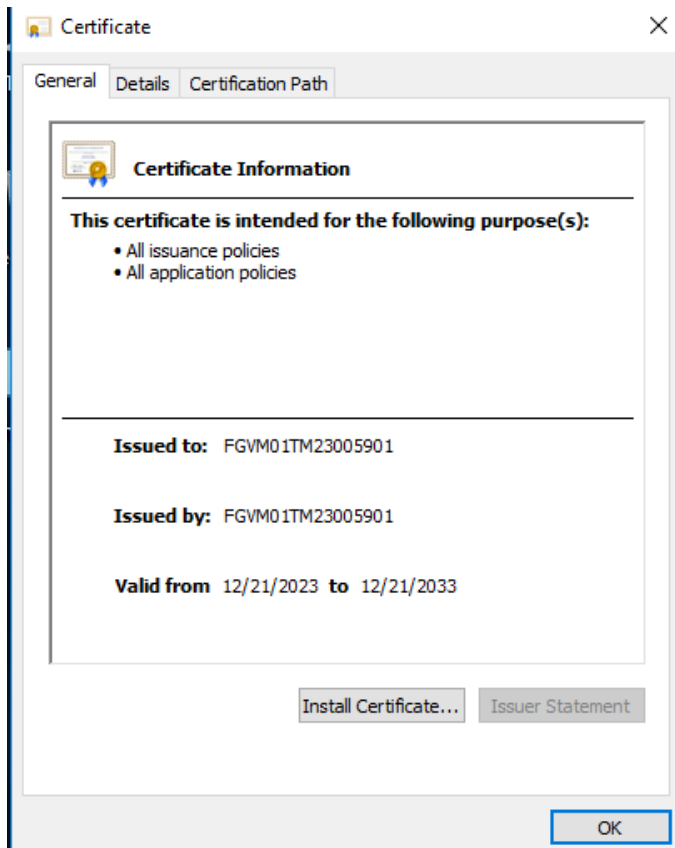 Certificate
General Details Certification Path
Certificate Information
This certificate is intended for the following purpose(s):
• All issuance policies
• All application policies
Issued to: FGVM01TM23005901
Issued by: FGVM01TM23005901
Valid from 12/21/2023 to 12/21/2033
Install Certificate... Issuer Statement
OK